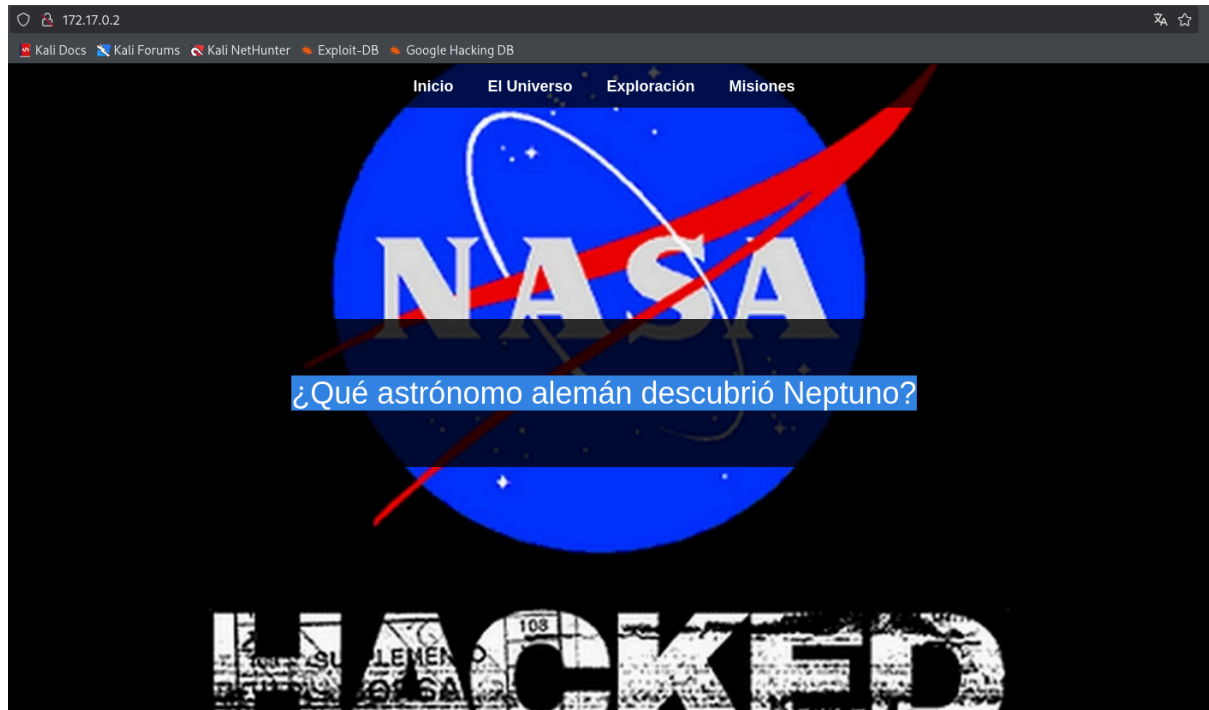 172.17.0.2
Kali Docs Kali Forums Kali NetHunter Exploit-DB Google Hacking DB
Inicio El Universo Exploración Misiones
NASA
¿Qué astrónomo alemán descubrió Neptuno?
HACKED
108